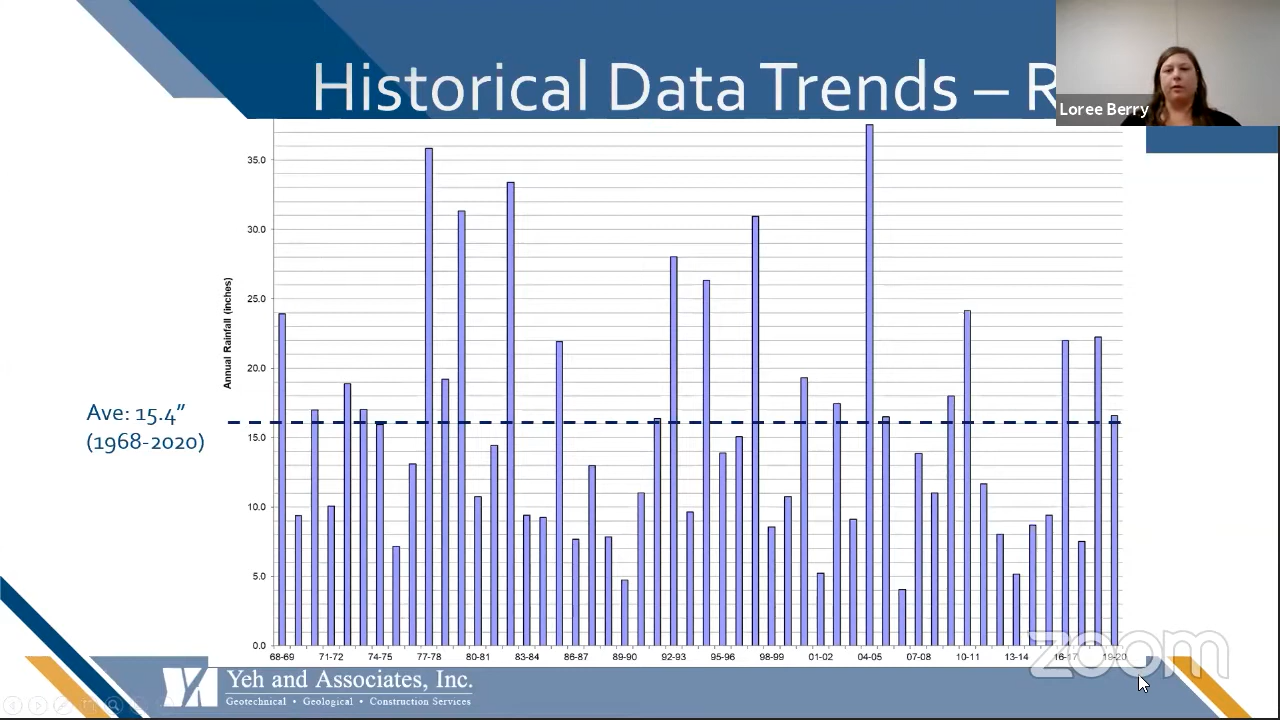 Historical Data Trends – R
Loree Berry
Annual Rainfall (inches)
35.0
30.0
25.0
20.0
15.0
10.0
5.0
0.0
Ave: 15.4”
(1968-2020)
68-69 71-72 74-75 77-78 80-81 83-84 86-87 89-90 92-93 95-96 98-99 01-02 04-05 07-08 10-11 13-14 16-17 19-20
zoom
Yeh and Associates, Inc.
Geotechnical • Geological • Construction Services